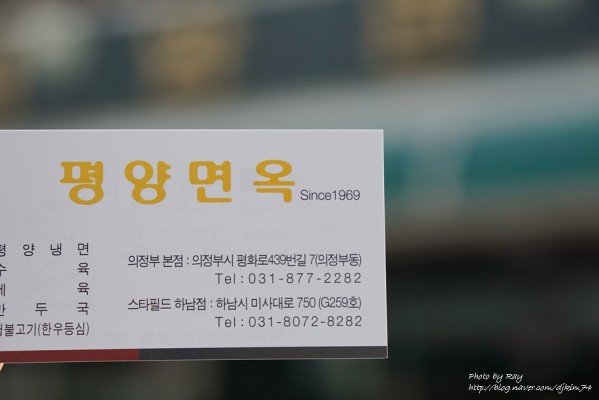 평양면옥 Since1969
평양냉면
수육
제육
만두국
불고기(한우등심)
의정부 본점 : 의정부시 평화로439번길 7(의정부동)
Tel : 031-877-2282
스타필드 하남점 : 하남시 미사대로 750 (G259호)
Tel : 031-8072-8282
Photo by Ray
http://blog.naver.com/djkim74